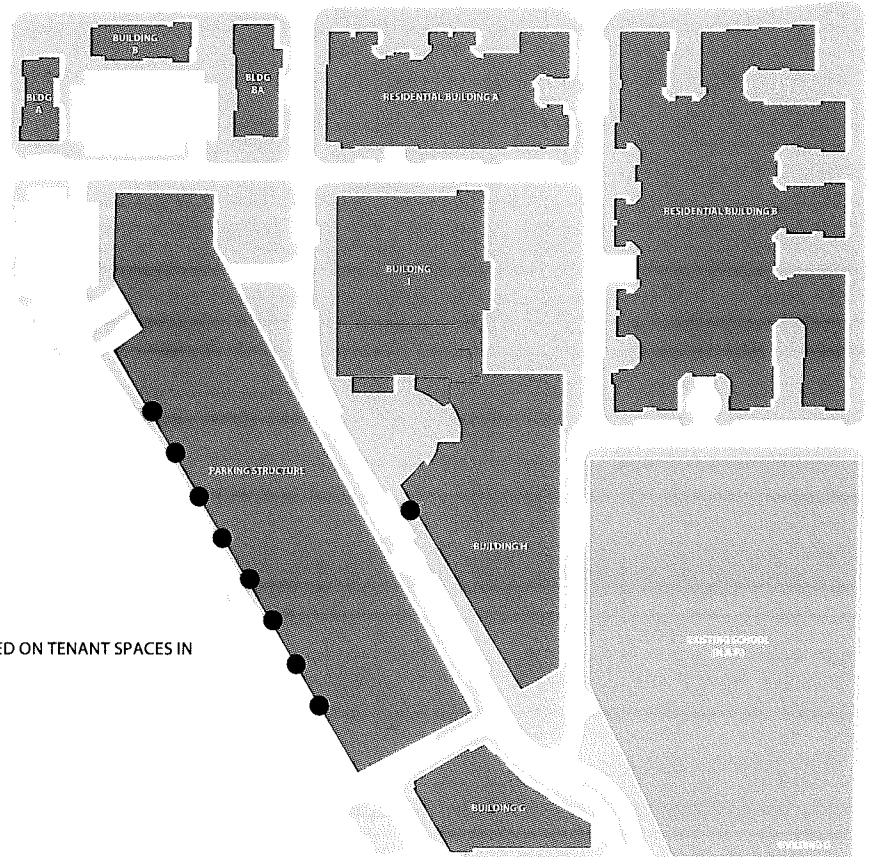 BUILDING
B
BLDG
A
BLDG
BA
RESIDENTIAL BUILDING A
RESIDENTIAL BUILDING B
BUILDING
I
PARKING STRUCTURE
BUILDING H
ED ON TENANT SPACES IN
EXISTING SCHOOL
(N.A.P.)
BUILDING G